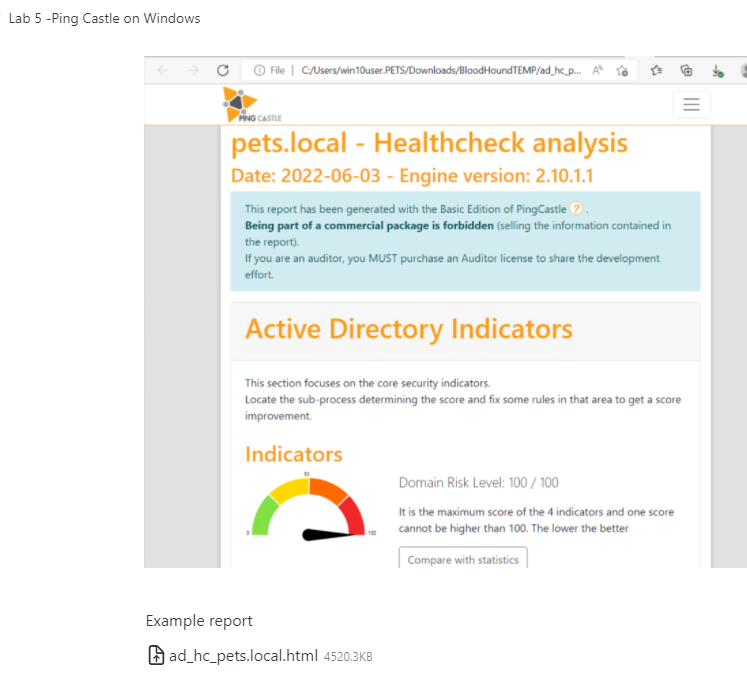 Lab 5 -Ping Castle on Windows
File | C:/Users/win10user.PETS/Downloads/BloodHoundTEMP/ad_hc_p...
PING CASTLE
pets.local - Healthcheck analysis
Date: 2022-06-03 - Engine version: 2.10.1.1
This report has been generated with the Basic Edition of PingCastle ? .
Being part of a commercial package is forbidden (selling the information contained in
the report).
If you are an auditor, you MUST purchase an Auditor license to share the development
effort.
Active Directory Indicators
This section focuses on the core security indicators.
Locate the sub-process determining the score and fix some rules in that area to get a score
improvement.
Indicators
0
50
100
Domain Risk Level: 100 / 100
It is the maximum score of the 4 indicators and one score
cannot be higher than 100. The lower the better
Compare with statistics
Example report
ad_hc_pets.local.html 4520.3KB